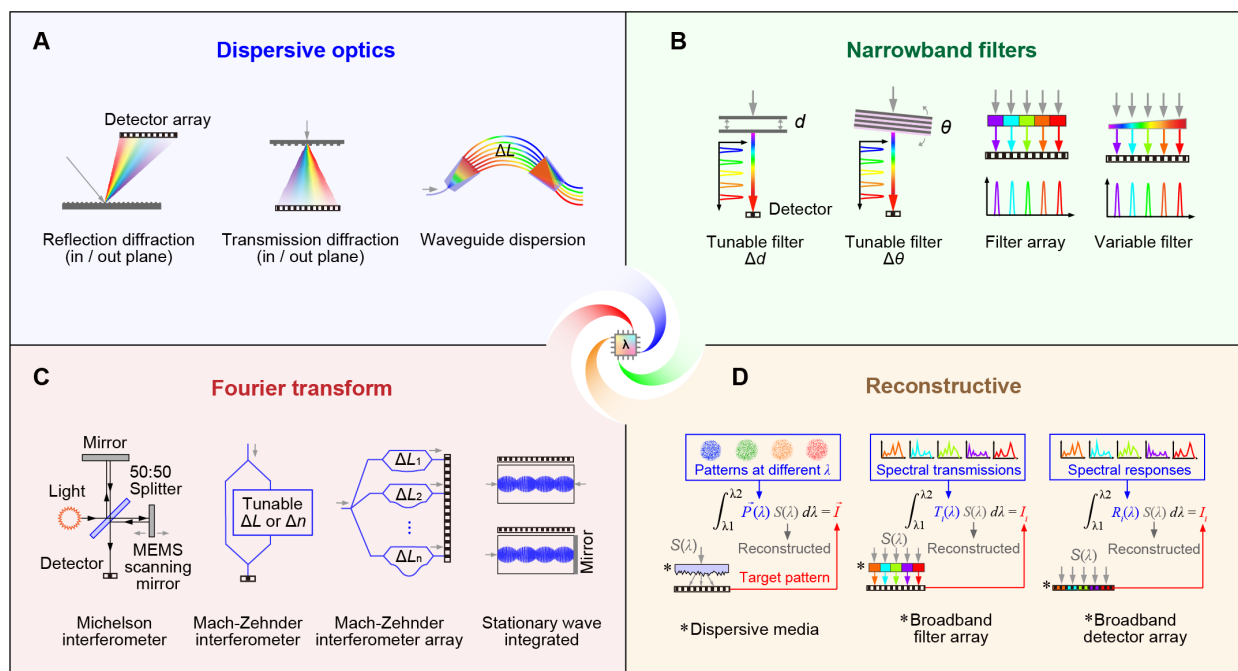 A
Dispersive optics
Detector array
ΔL
Reflection diffraction
(in / out plane)
Transmission diffraction
(in / out plane)
Waveguide dispersion
B
Narrowband filters
d
θ
Detector
Tunable filter
Δd
Tunable filter
Δθ
Filter array
Variable filter
λ
C
Fourier transform
Mirror
50:50
Splitter
Light
Detector
MEMS
scanning
mirror
Michelson
interferometer
Tunable
ΔL or Δn
Mach-Zehnder
interferometer
ΔL1
ΔL2
...
ΔLn
Mach-Zehnder
interferometer array
Mirror
Stationary wave
integrated
D
Reconstructive
Patterns at different λ
∫λ1λ2 P⃗(λ) S(λ) dλ = I⃗
Reconstructed
S(λ)
*
Target pattern
*Dispersive media
Spectral transmissions
∫λ1λ2 Ti(λ) S(λ) dλ = Ii
Reconstructed
S(λ)
*
*Broadband
filter array
Spectral responses
∫λ1λ2 Ri(λ) S(λ) dλ = Ii
Reconstructed
S(λ)
*
*Broadband
detector array